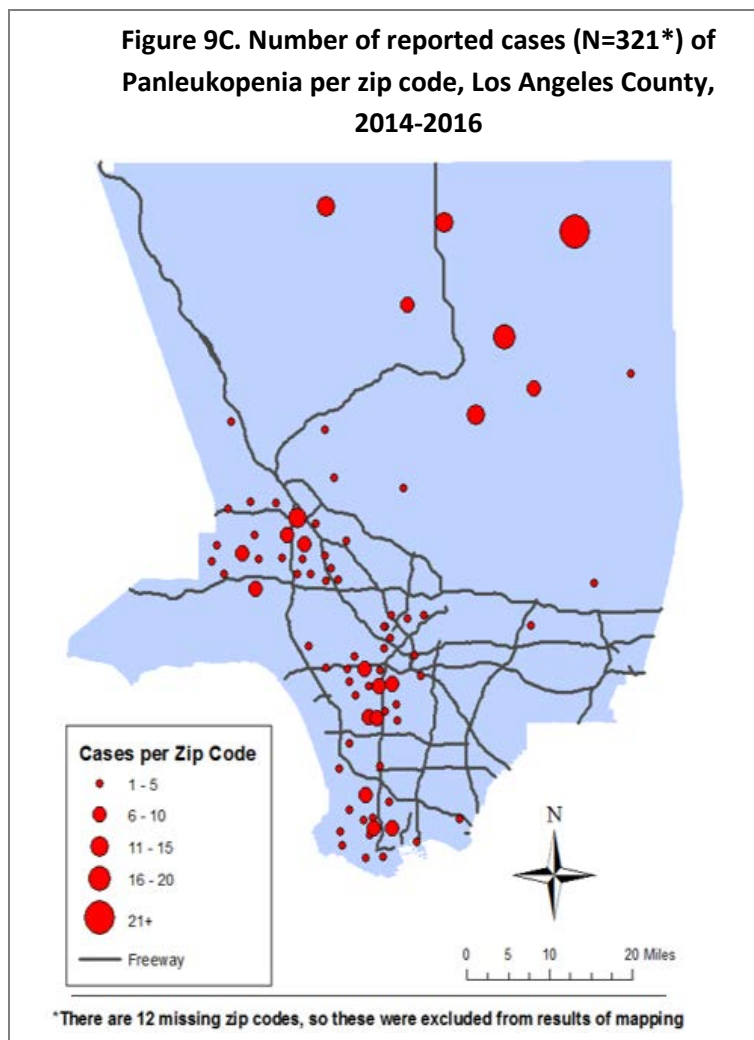 Figure 9C. Number of reported cases (N=321*) of
Panleukopenia per zip code, Los Angeles County,
2014-2016
Cases per Zip Code
1 - 5
6 - 10
11 - 15
16 - 20
21+
Freeway
N
0 5 10 20 Miles
*There are 12 missing zip codes, so these were excluded from results of mapping